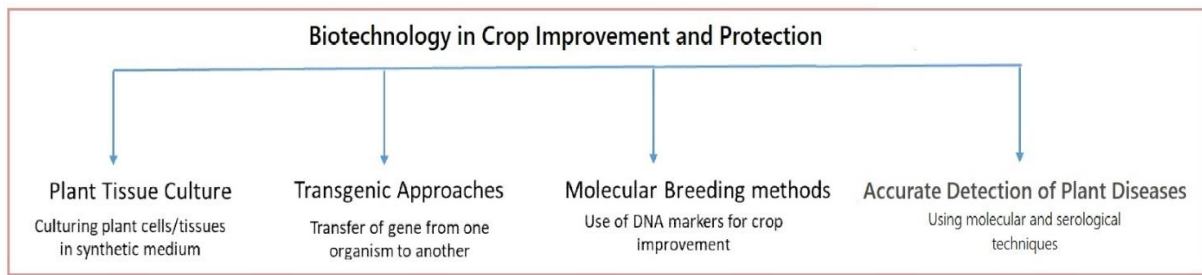 Biotechnology in Crop Improvement and Protection
Plant Tissue Culture
Culturing plant cells/tissues
in synthetic medium
Transgenic Approaches
Transfer of gene from one
organism to another
Molecular Breeding methods
Use of DNA markers for crop
improvement
Accurate Detection of Plant Diseases
Using molecular and serological
techniques